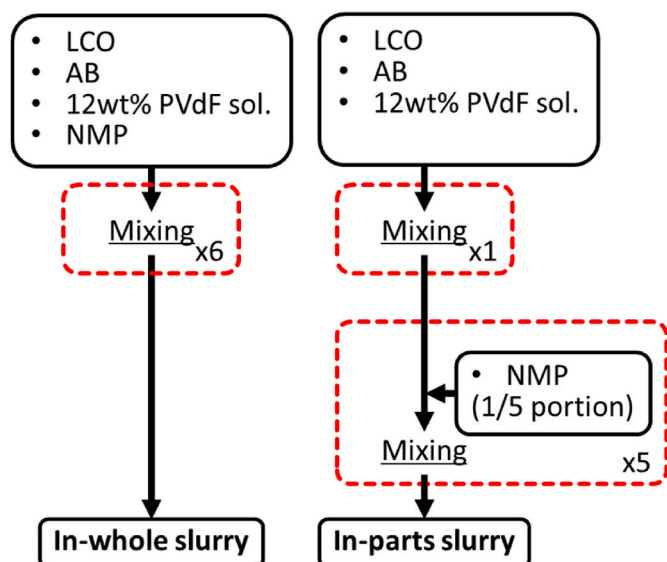 • LCO
• AB
• 12wt% PVdF sol.
• NMP
Mixing
x6
In-whole slurry
• LCO
• AB
• 12wt% PVdF sol.
Mixing
x1
• NMP
(1/5 portion)
Mixing
x5
In-parts slurry